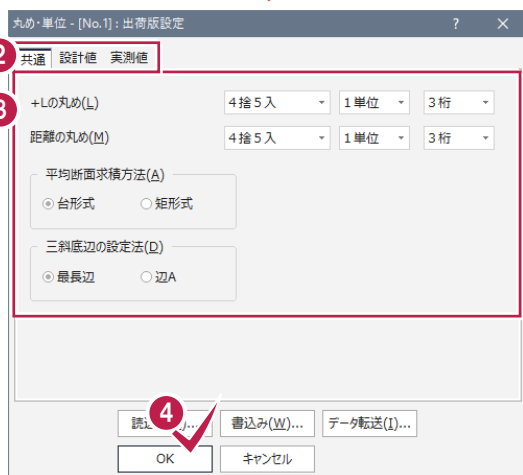 丸め・単位 - [No.1] : 出荷版設定 ? ×
2 共通 設計値 実測値
3
+Lの丸め(L) 4捨5入 1単位 3桁
距離の丸め(M) 4捨5入 1単位 3桁
平均断面求積方法(A)
台形式 矩形式
三斜底辺の設定法(D)
最長辺 辺A
4
書込み(W)... データ転送(I)...
OK キャンセル